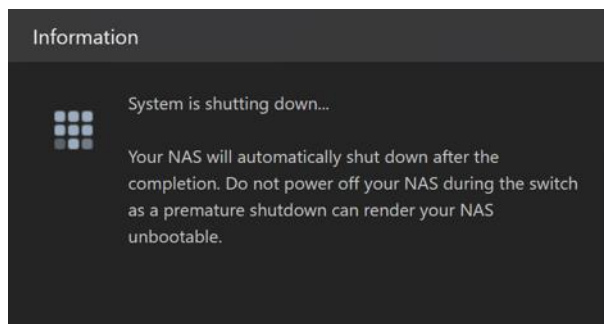 Information
System is shutting down...
Your NAS will automatically shut down after the
completion. Do not power off your NAS during the switch
as a premature shutdown can render your NAS
unbootable.